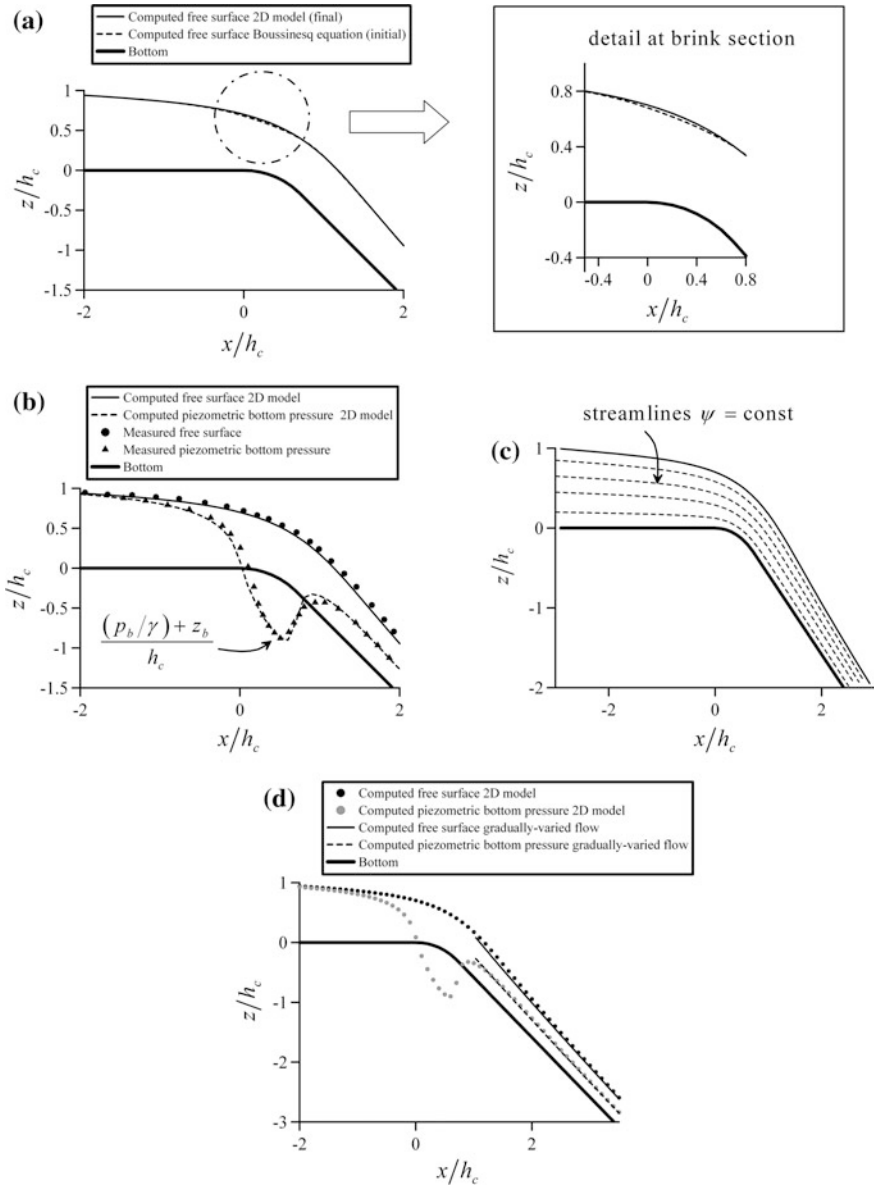 (a)
Computed free surface 2D model (final)
Computed free surface Boussinesq equation (initial)
Bottom
detail at brink section
1
0.5
0
-0.5
-1
-1.5
z/h_c
-2
0
2
x/h_c
0.8
0.4
0
-0.4
z/h_c
-0.4
0
0.4
0.8
x/h_c
(b)
Computed free surface 2D model
Computed piezometric bottom pressure 2D model
Measured free surface
Measured piezometric bottom pressure
Bottom
1
0.5
0
-0.5
-1
-1.5
z/h_c
(p_b/γ) + z_b
h_c
-2
0
2
x/h_c
streamlines ψ = const
(c)
1
0
-1
-2
z/h_c
-2
0
2
x/h_c
(d)
Computed free surface 2D model
Computed piezometric bottom pressure 2D model
Computed free surface gradually-varied flow
Computed piezometric bottom pressure gradually-varied flow
Bottom
1
0
-1
-2
-3
z/h_c
-2
0
2
x/h_c